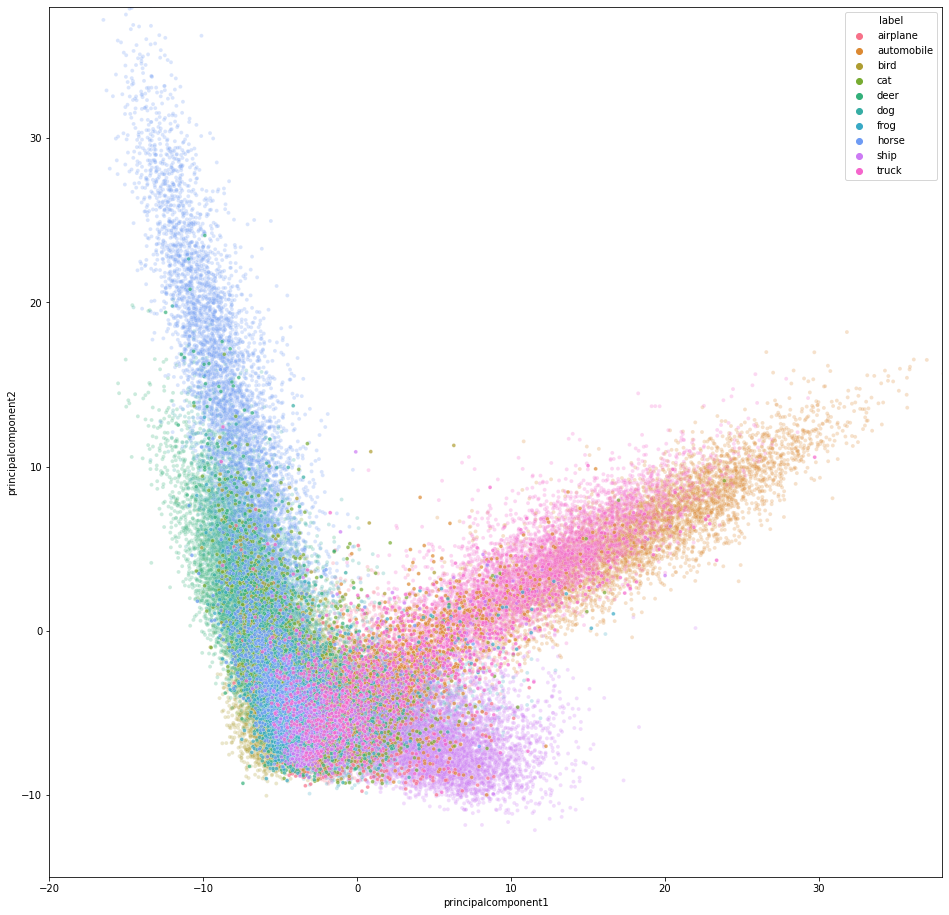 label
airplane
automobile
bird
cat
deer
dog
frog
horse
ship
truck
30
20
10
0
−10
principalcomponent2
−20
−10
0
10
20
30
principalcomponent1